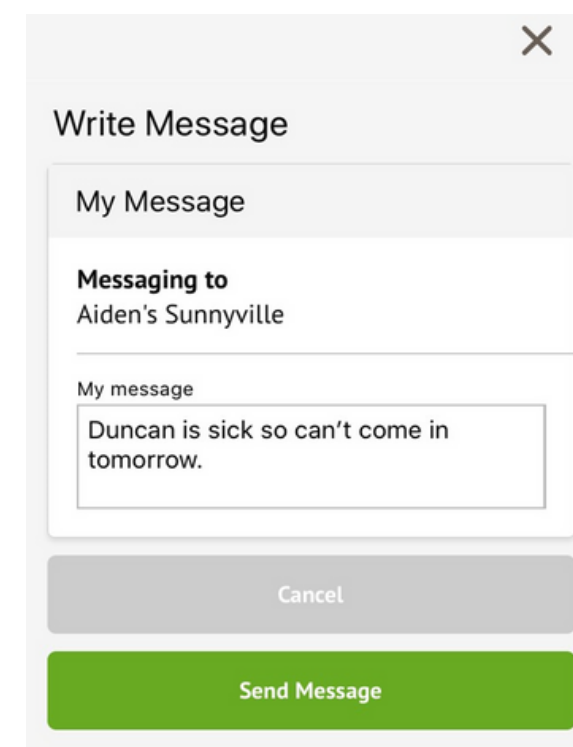 Write Message
My Message
Messaging to
Aiden's Sunnyville
My message
Duncan is sick so can't come in
tomorrow.
Cancel
Send Message